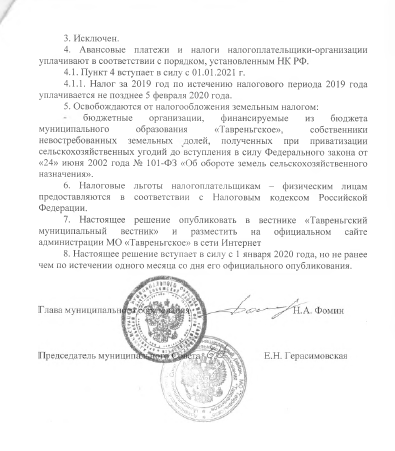 3. Исключен.
4. Авансовые платежи и налоги налогоплательщики-организации
уплачивают в соответствии с порядком, установленным НК РФ.
4.1. Пункт 4 вступает в силу с 01.01.2021 г.
4.1.1. Налог за 2019 год по истечению налогового периода 2019 года
уплачивается не позднее 5 февраля 2020 года.
5. Освобождаются от налогообложения земельным налогом:
- бюджетные организации, финансируемые из бюджета
муниципального образования «Тавреньгское», собственники
невостребованных земельных долей, полученных при приватизации
сельскохозяйственных угодий до вступления в силу Федерального закона от
«24» июня 2002 года № 101-ФЗ «Об обороте земель сельскохозяйственного
назначения».
6. Налоговые льготы налогоплательщикам – физическим лицам
предоставляются в соответствии с Налоговым кодексом Российской
Федерации.
7. Настоящее решение опубликовать в вестнике «Тавреньгский
муниципальный вестник» и разместить на официальном сайте
администрации МО «Тавреньгское» в сети Интернет
8. Настоящее решение вступает в силу с 1 января 2020 года, но не ранее
чем по истечении одного месяца со дня его официального опубликования.
Глава муниципального образования Н.А. Фомин
Председатель муниципального Совета Е.Н. Герасимовская